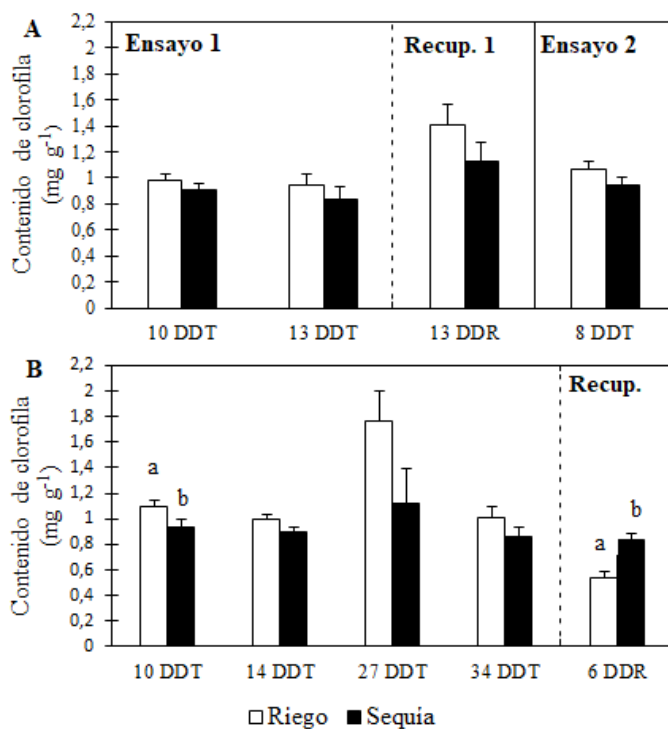 A
Ensayo 1
Recup. 1
Ensayo 2
Contenido de clorofila
(mg g⁻¹)
2,2
2
1,8
1,6
1,4
1,2
1
0,8
0,6
0,4
0,2
0
10 DDT
13 DDT
13 DDR
8 DDT
B
Recup.
Contenido de clorofila
(mg g⁻¹)
2,2
2
1,8
1,6
1,4
1,2
1
0,8
0,6
0,4
0,2
0
a
b
a
b
10 DDT
14 DDT
27 DDT
34 DDT
6 DDR
Riego
Sequía